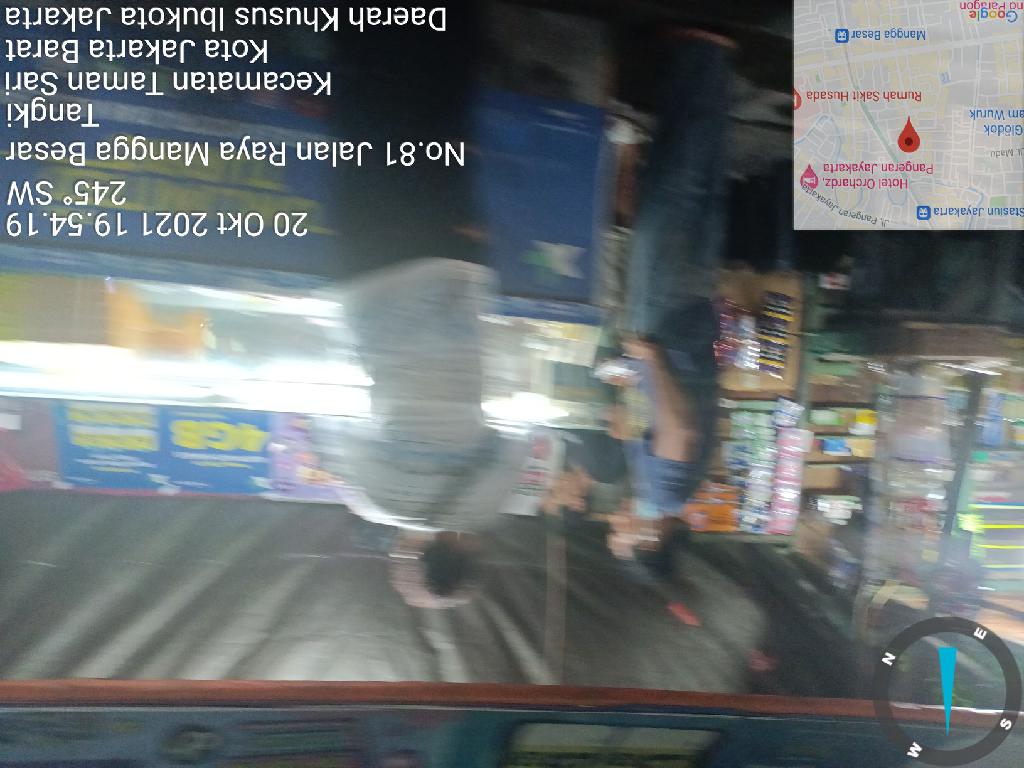 W
S
N
E
4GB
20 Okt 2021 19.54.19
245° SW
No.81 Jalan Raya Mangga Besar
Tangki
Kecamatan Taman Sari
Kota Jakarta Barat
Daerah Khusus Ibukota Jakarta
Stasiun Jayakarta
Jl. Pangeran Jayakarta
Hotel Orchardz,
Pangeran Jayakarta
Jl. Madu
Glodok
am Wuruk
Rumah Sakit Husada
Mangga Besar
Google
nd Paragon